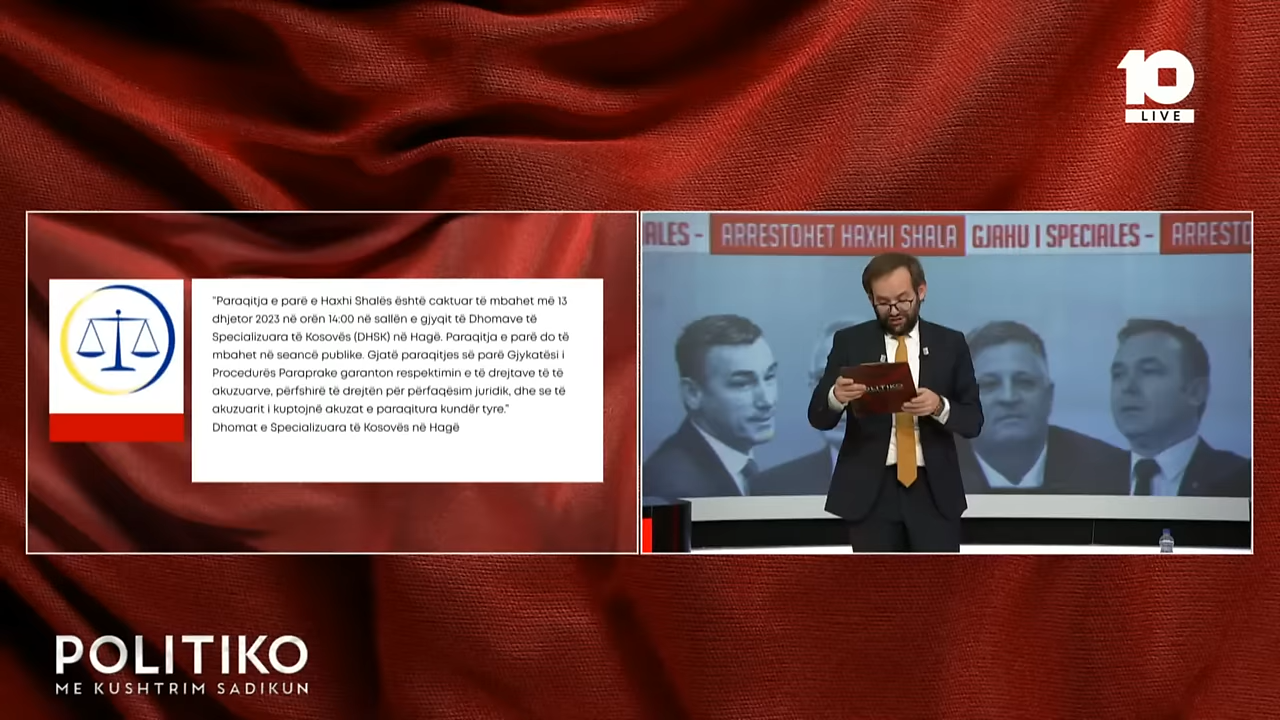 10
LIVE
ALES - ARRESTOHET HAXHI SHALA GJAHU I SPECIALES - ARRESTO
"Paraqitja e parë e Haxhi Shalës është caktuar të mbahet më 13
dhjetor 2023 në orën 14:00 në sallën e gjyqit të Dhomave të
Specializuara të Kosovës (DHSK) në Hagë. Paraqitja e parë do të
mbahet në seancë publike. Gjatë paraqitjes së parë Gjykatësi i
Procedurës Paraprake garanton respektimin e të drejtave të të
akuzuarve, përfshirë të drejtën për përfaqësim juridik, dhe se të
akuzuarit i kuptojnë akuzat e paraqitura kundër tyre."
Dhomat e Specializuara të Kosovës në Hagë
POLITIKO
POLITIKO
ME KUSHTRIM SADIKUN